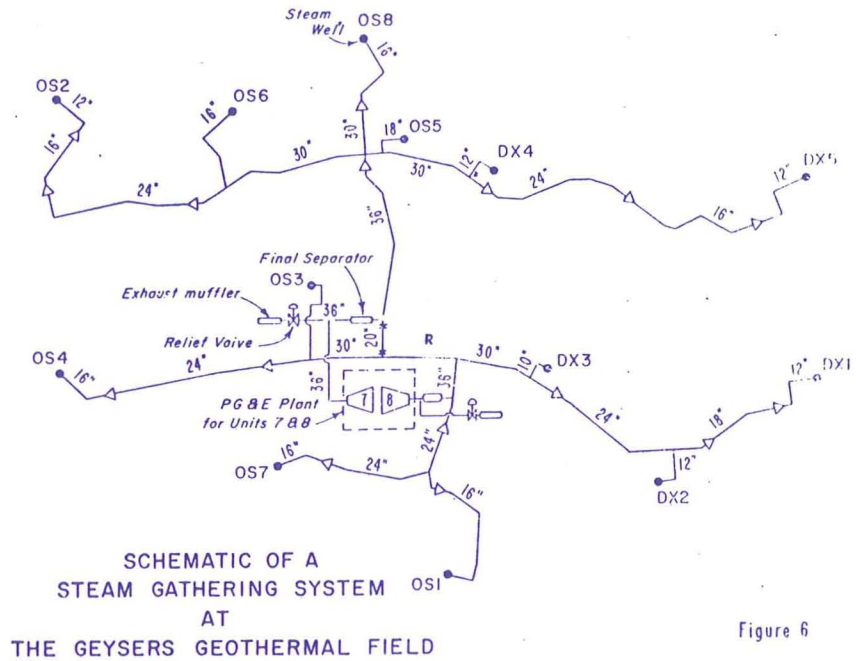 Steam
Well
OS8
16"
OS2
12"
OS6
16"
16"
30"
18"
OS5
30"
30"
12"
DX4
24"
12"
DX5
24"
16"
36"
Final Separator
OS3
Exhaust muffler
36"
Relief Valve
20"
R
30"
30"
10"
DX3
12"
DX1
OS4
24"
16"
36"
36"
PG&E Plant
for Units 7&8
7
8
24"
18"
24"
16"
OS7
24"
12"
DX2
16"
OS1
SCHEMATIC OF A
STEAM GATHERING SYSTEM
AT
THE GEYSERS GEOTHERMAL FIELD
Figure 6